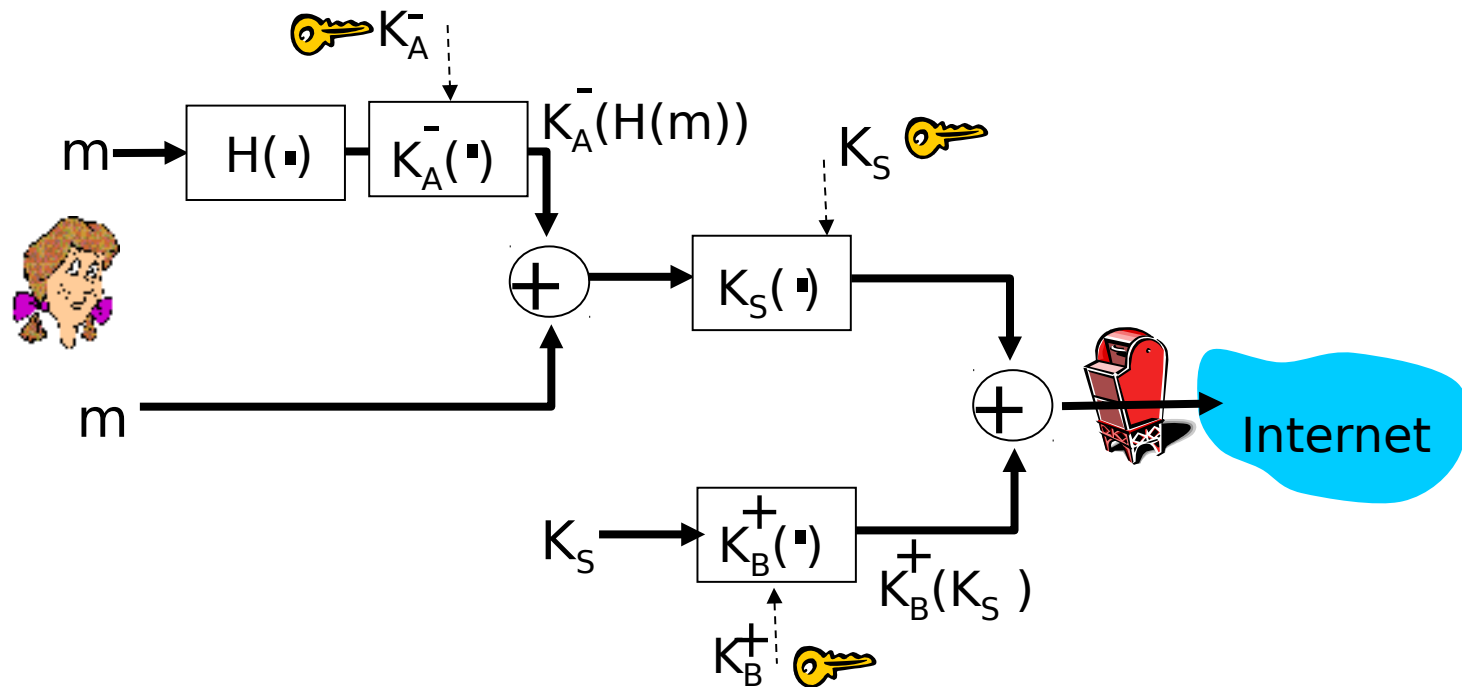 K_A^-
m
H(▪)
K_A^-(▪)
K_A^-(H(m))
K_S
+
K_S(▪)
m
+
Internet
K_S
K_B^+(▪)
K_B^+(K_S )
K_B^+